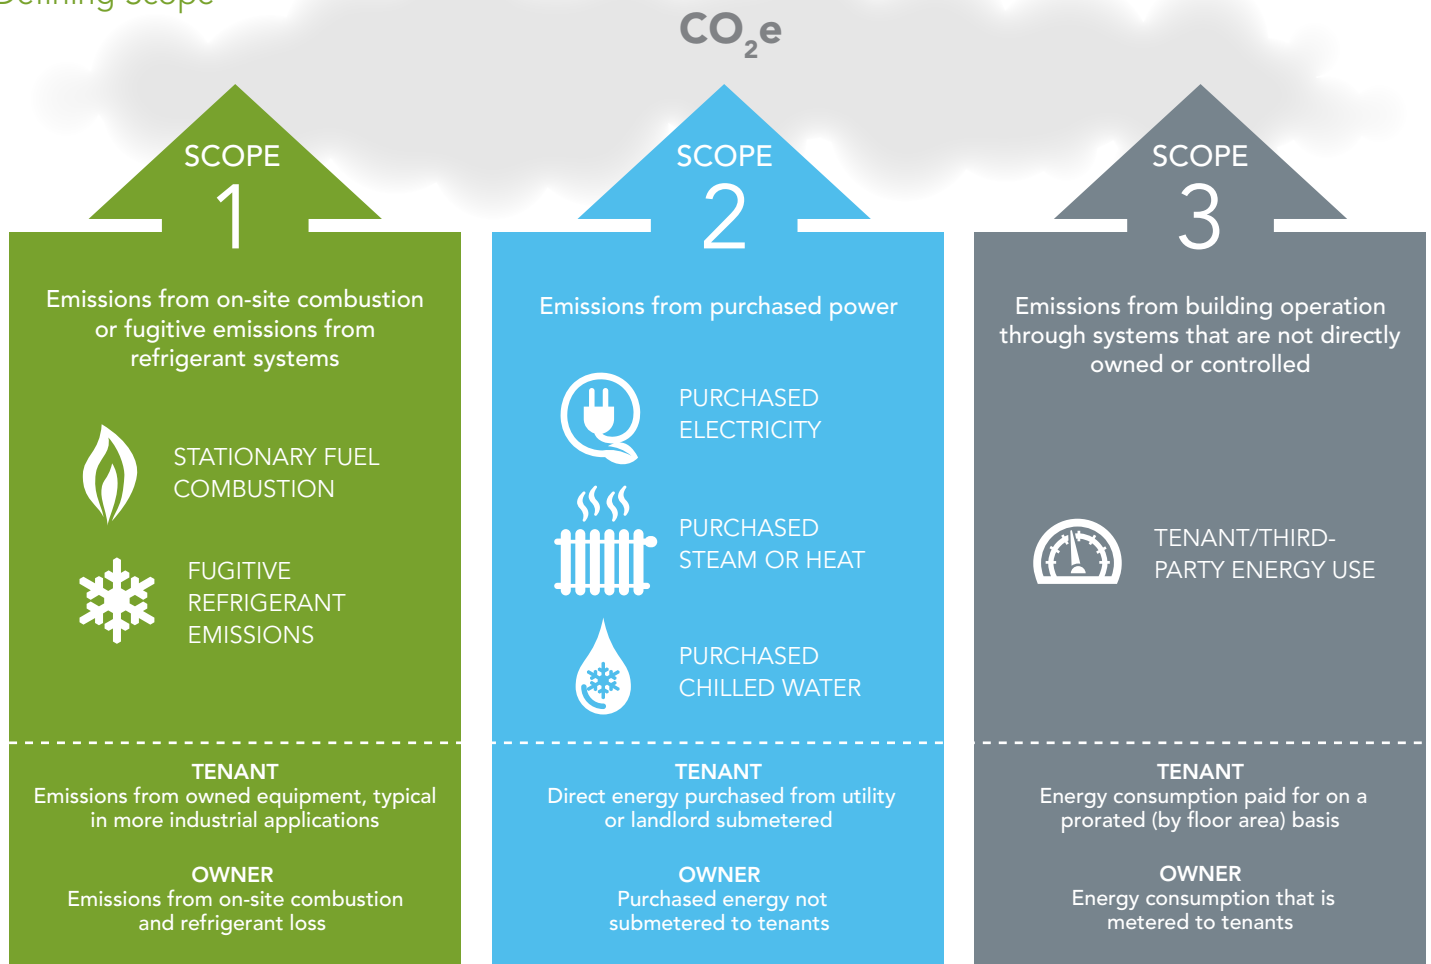 Defining Scope
CO2e
SCOPE
1
Emissions from on-site combustion
or fugitive emissions from
refrigerant systems
STATIONARY FUEL
COMBUSTION
FUGITIVE
REFRIGERANT
EMISSIONS
TENANT
Emissions from owned equipment, typical
in more industrial applications
OWNER
Emissions from on-site combustion
and refrigerant loss
SCOPE
2
Emissions from purchased power
PURCHASED
ELECTRICITY
PURCHASED
STEAM OR HEAT
PURCHASED
CHILLED WATER
TENANT
Direct energy purchased from utility
or landlord submetered
OWNER
Purchased energy not
submetered to tenants
SCOPE
3
Emissions from building operation
through systems that are not directly
owned or controlled
TENANT/THIRD-
PARTY ENERGY USE
TENANT
Energy consumption paid for on a
prorated (by floor area) basis
OWNER
Energy consumption that is
metered to tenants